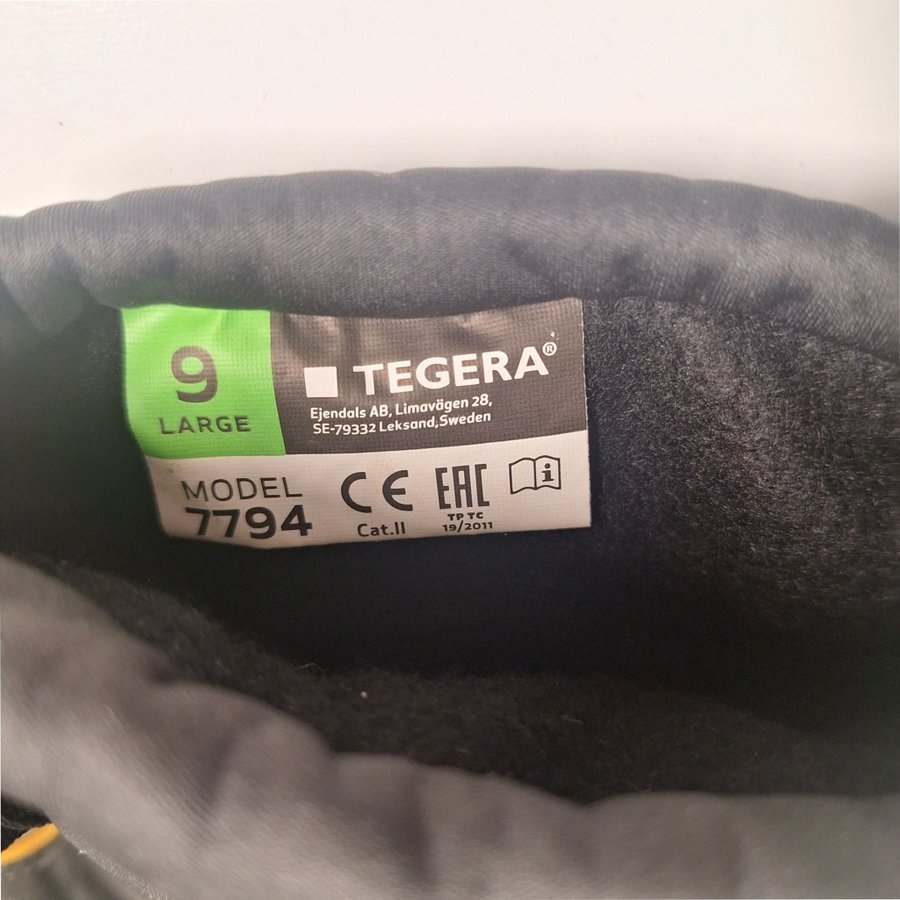 9
LARGE
TEGERA®
Ejendals AB, Limavägen 28,
SE-79332 Leksand,Sweden
MODEL
7794
CE
Cat.II
EAC
TP TC
19/2011
i